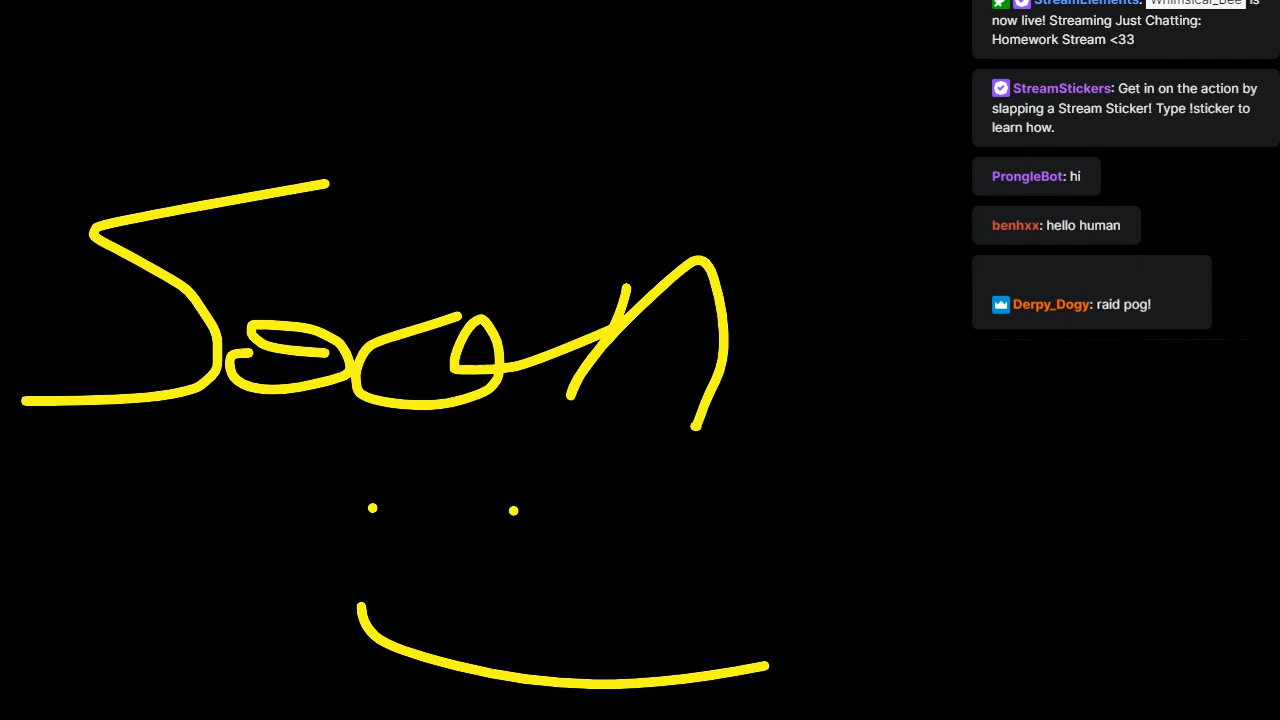 Soon
StreamElements: Whimsical_Bee is
now live! Streaming Just Chatting:
Homework Stream <33
StreamStickers: Get in on the action by
slapping a Stream Sticker! Type !sticker to
learn how.
ProngleBot: hi
benhxx: hello human
Derpy_Dogy: raid pog!